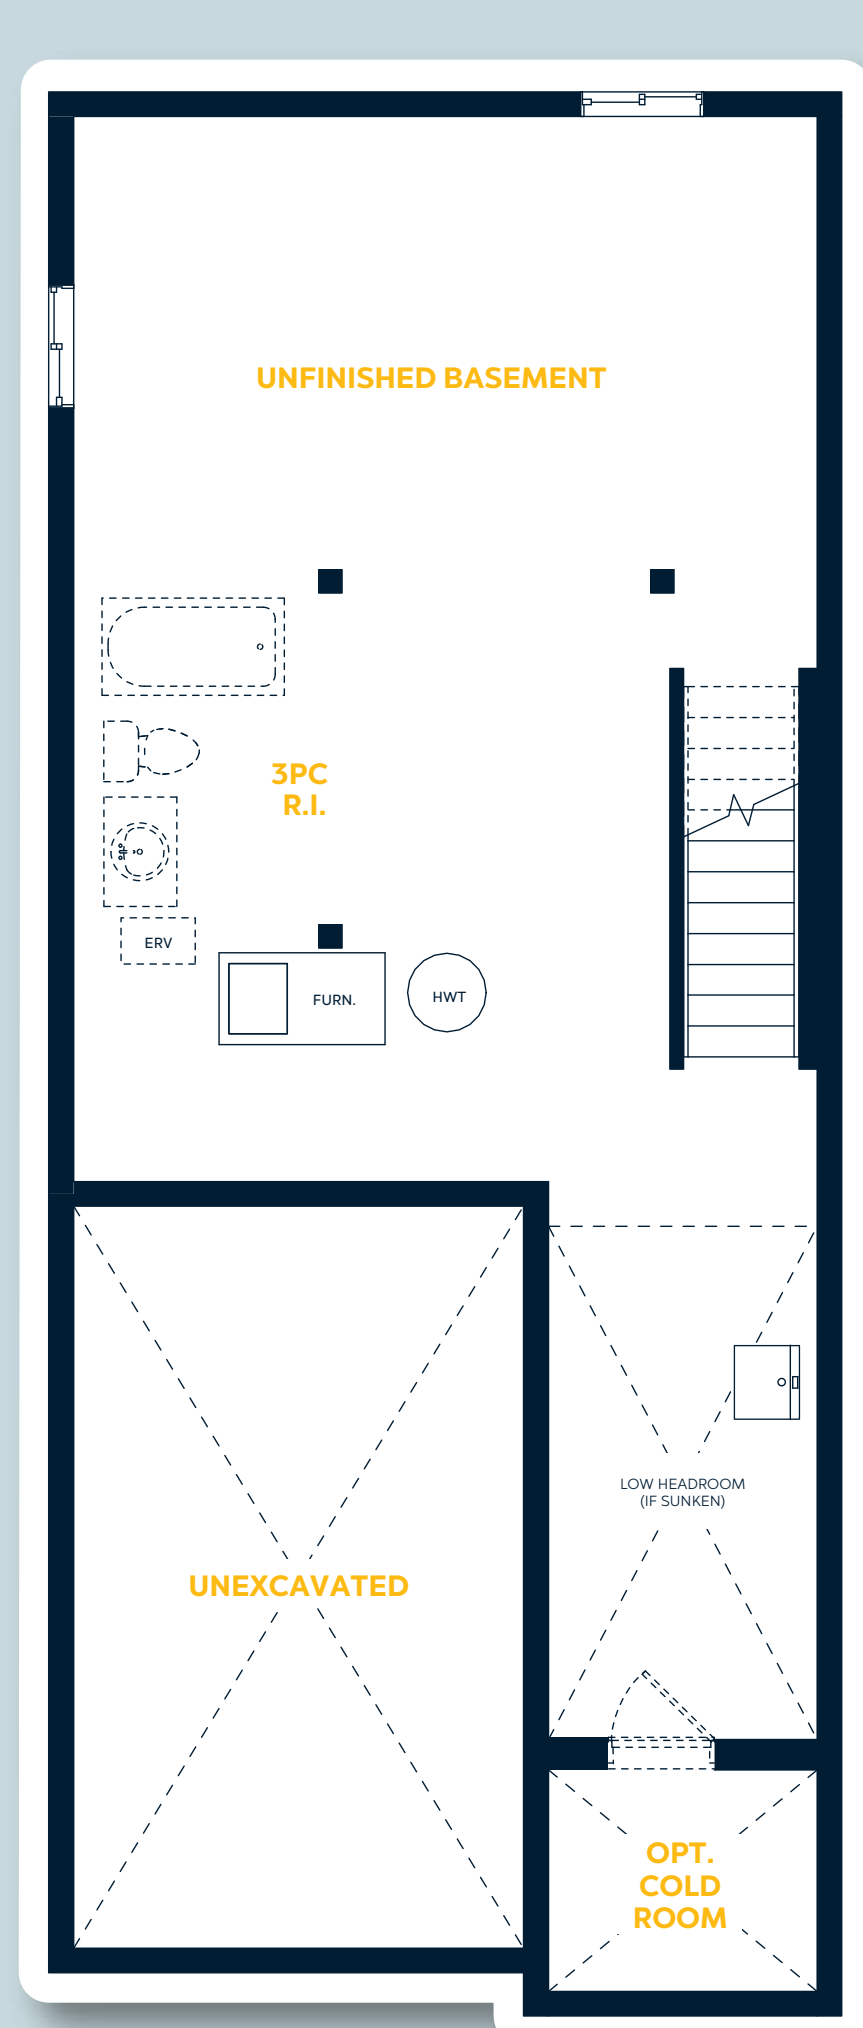 UNFINISHED BASEMENT
3PC
R.I.
ERV
FURN.
HWT
LOW HEADROOM
(IF SUNKEN)
UNEXCAVATED
OPT.
COLD
ROOM